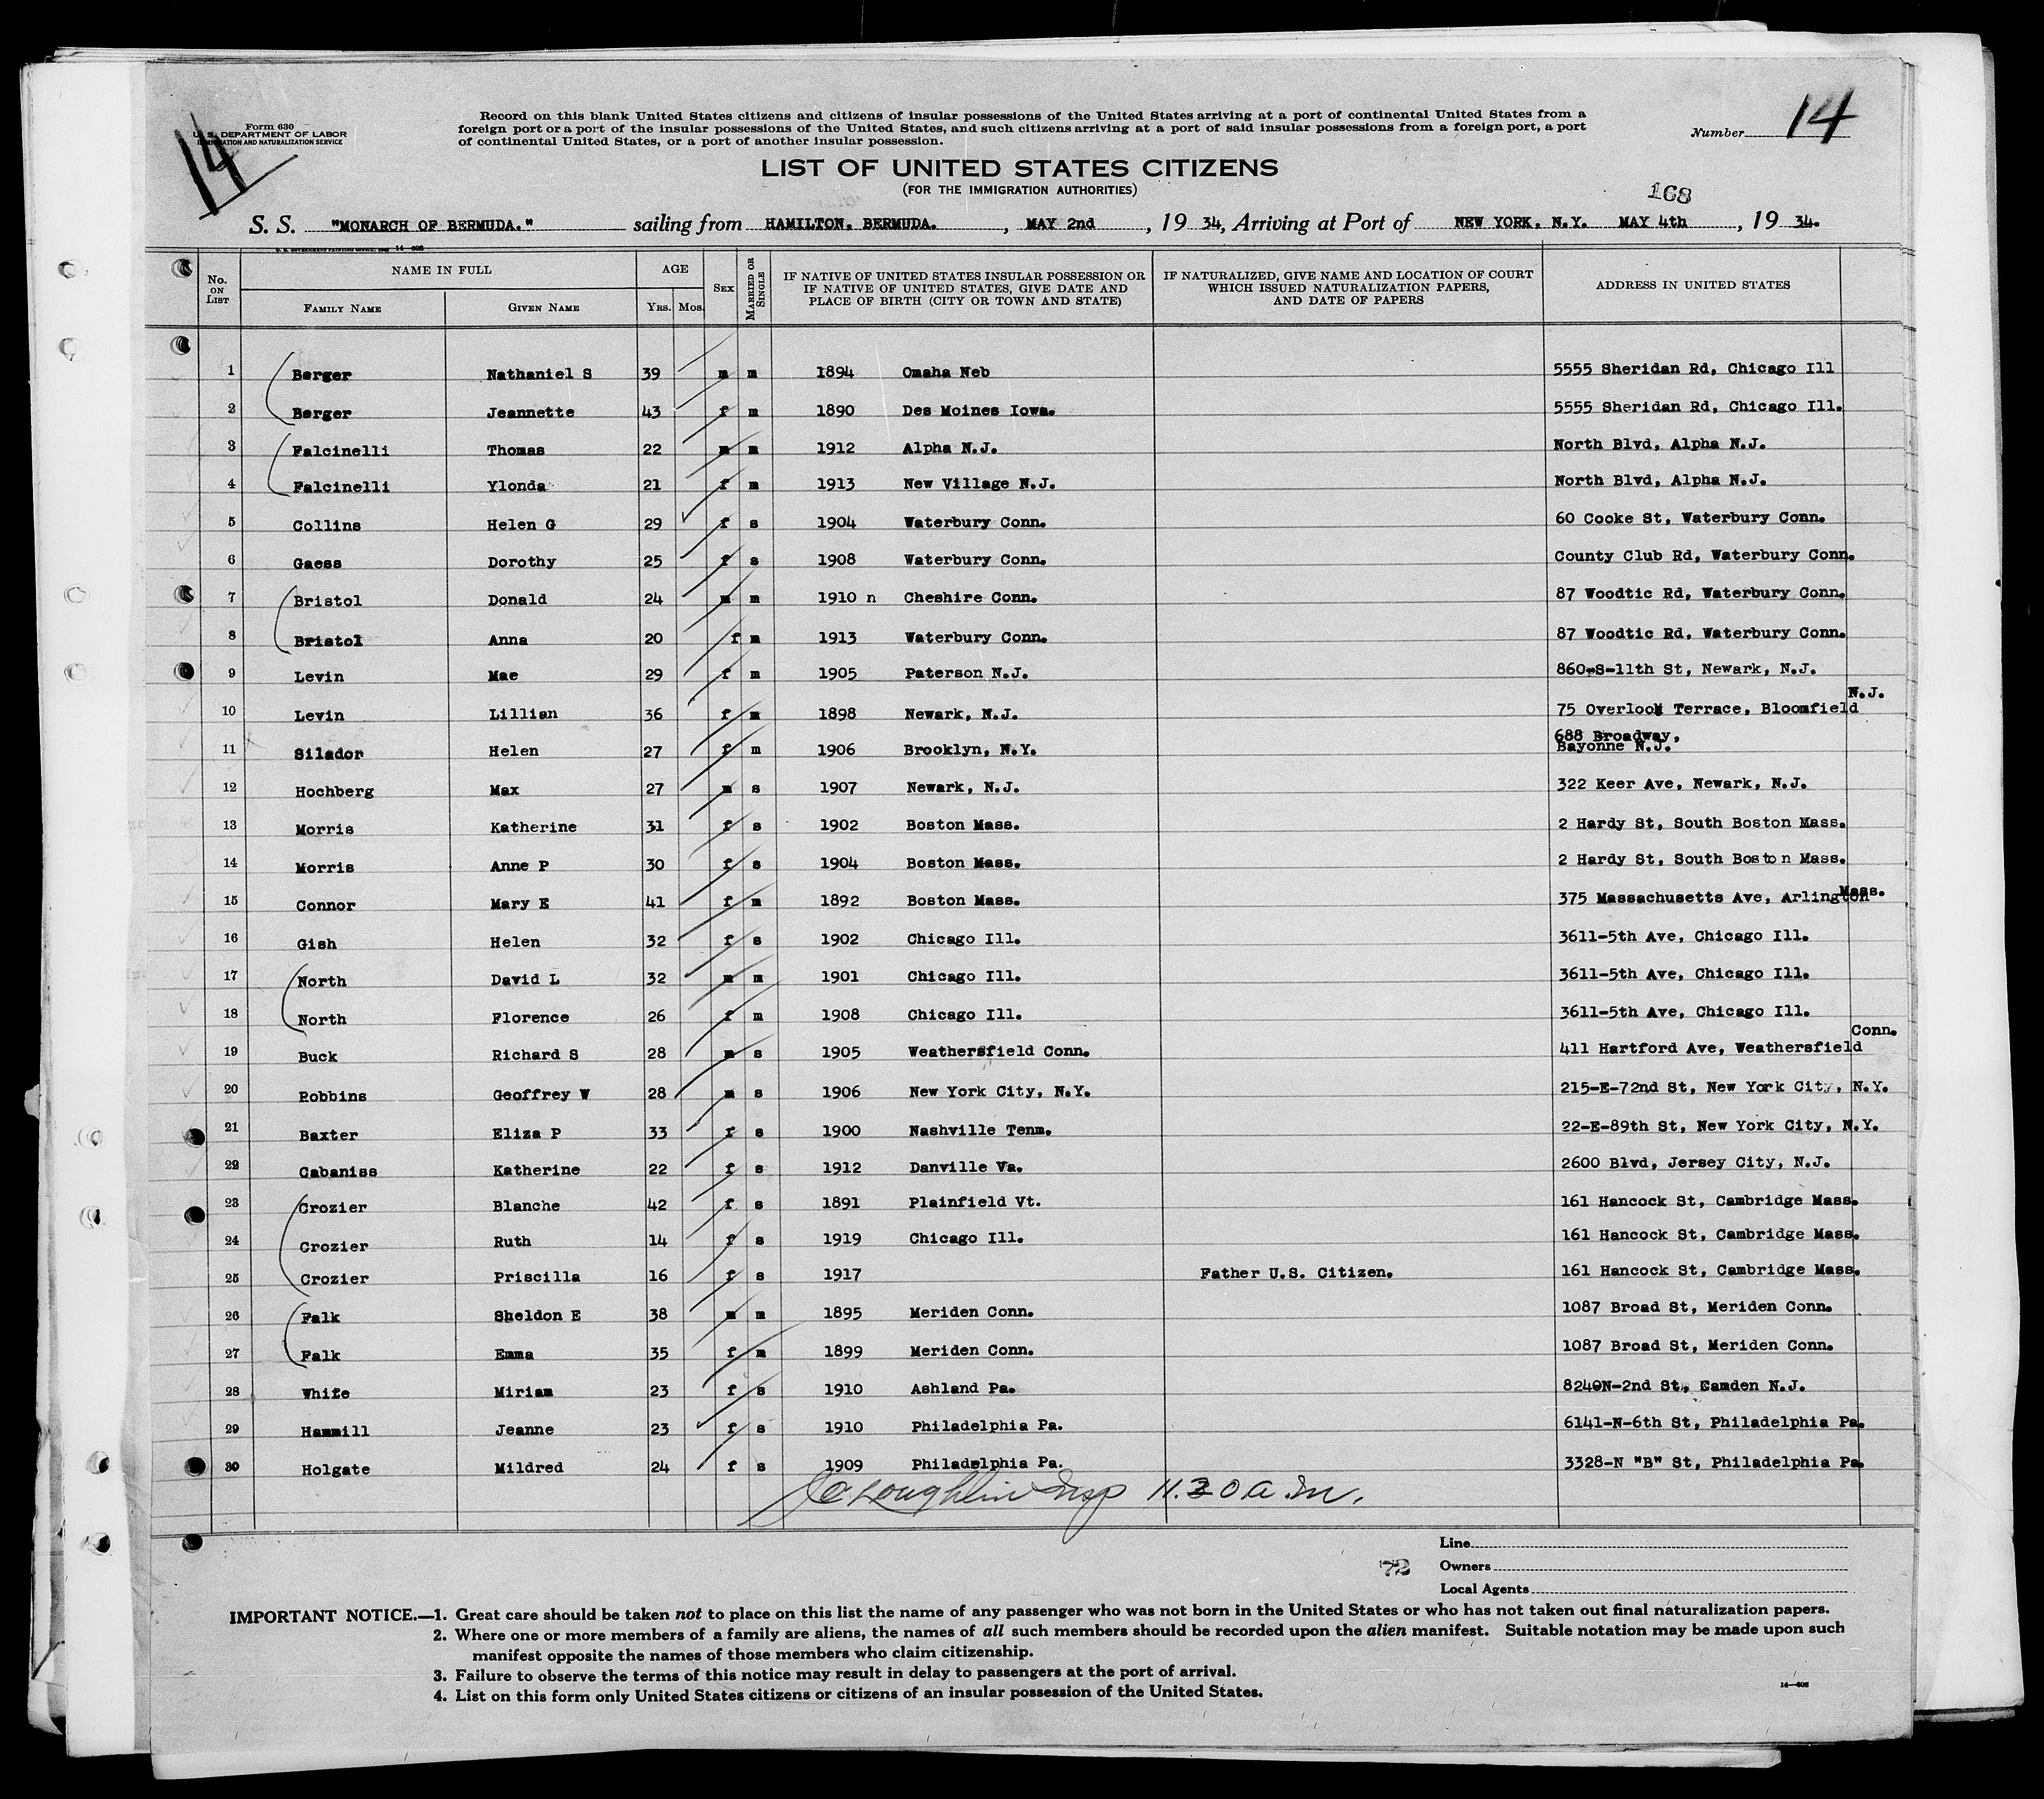 Form 630
U. S. DEPARTMENT OF LABOR
IMMIGRATION AND NATURALIZATION SERVICE
14
Record on this blank United States citizens and citizens of insular possessions of the United States arriving at a port of continental United States from a
foreign port or a port of the insular possessions of the United States, and such citizens arriving at a port of said insular possessions from a foreign port, a port
of continental United States, or a port of another insular possession.
Number 14
LIST OF UNITED STATES CITIZENS
(FOR THE IMMIGRATION AUTHORITIES)
168
S. S. "MONARCH OF BERMUDA." sailing from HAMILTON, BERMUDA. , MAY 2nd , 19 34, Arriving at Port of NEW YORK, N.Y. MAY 4th , 19 34.
No. ON LIST NAME IN FULL FAMILY NAME GIVEN NAME AGE YRS. MOS. SEX MARRIED OR SINGLE IF NATIVE OF UNITED STATES INSULAR POSSESSION OR IF NATIVE OF UNITED STATES, GIVE DATE AND PLACE OF BIRTH (CITY OR TOWN AND STATE) IF NATURALIZED, GIVE NAME AND LOCATION OF COURT WHICH ISSUED NATURALIZATION PAPERS, AND DATE OF PAPERS ADDRESS IN UNITED STATES
1 Berger Nathaniel S 39 m m 1894 Omaha Neb 5555 Sheridan Rd, Chicago Ill
2 Berger Jeannette 43 f m 1890 Des Moines Iowa. 5555 Sheridan Rd, Chicago Ill.
3 Falcinelli Thomas 22 m m 1912 Alpha N.J. North Blvd, Alpha N.J.
4 Falcinelli Ylonda 21 f m 1913 New Village N.J. North Blvd, Alpha N.J.
5 Collins Helen G 29 f s 1904 Waterbury Conn. 60 Cooke St, Waterbury Conn.
6 Gaess Dorothy 25 f s 1908 Waterbury Conn. County Club Rd, Waterbury Conn.
7 Bristol Donald 24 m m 1910 n Cheshire Conn. 87 Woodtic Rd, Waterbury Conn.
8 Bristol Anna 20 f m 1913 Waterbury Conn. 87 Woodtic Rd, Waterbury Conn.
9 Levin Mae 29 f m 1905 Paterson N.J. 860-S-11th St, Newark, N.J.
10 Levin Lillian 36 f m 1898 Newark, N.J. 75 Overlook Terrace, Bloomfield N.J.
11 Silador Helen 27 f m 1906 Brooklyn, N.Y. 688 Broadway, Bayonne N.J.
12 Hochberg Max 27 m s 1907 Newark, N.J. 322 Keer Ave, Newark, N.J.
13 Morris Katherine 31 f s 1902 Boston Mass. 2 Hardy St, South Boston Mass.
14 Morris Anne P 30 f s 1904 Boston Mass. 2 Hardy St, South Boston Mass.
15 Connor Mary E 41 f m 1892 Boston Mass. 375 Massachusetts Ave, Arlington Mass.
16 Gish Helen 32 f s 1902 Chicago Ill. 3611-5th Ave, Chicago Ill.
17 North David L 32 m m 1901 Chicago Ill. 3611-5th Ave, Chicago Ill.
18 North Florence 26 f m 1908 Chicago Ill. 3611-5th Ave, Chicago Ill.
19 Buck Richard S 28 m s 1905 Weathersfield Conn. 411 Hartford Ave, Weathersfield Conn.
20 Robbins Geoffrey W 28 m s 1906 New York City, N.Y. 215-E-72nd St, New York City, N.Y.
21 Baxter Eliza P 33 f s 1900 Nashville Tenn. 22-E-89th St, New York City, N.Y.
22 Cabaniss Katherine 22 f s 1912 Danville Va. 2600 Blvd, Jersey City, N.J.
23 Crozier Blanche 42 f s 1891 Plainfield Vt. 161 Hancock St, Cambridge Mass.
24 Crozier Ruth 14 f s 1919 Chicago Ill. 161 Hancock St, Cambridge Mass.
25 Crozier Priscilla 16 f s 1917 Father U.S. Citizen. 161 Hancock St, Cambridge Mass.
26 Falk Sheldon E 38 m m 1895 Meriden Conn. 1087 Broad St, Meriden Conn.
27 Falk Emma 35 f m 1899 Meriden Conn. 1087 Broad St, Meriden Conn.
28 White Miriam 23 f s 1910 Ashland Pa. N-2nd St, Camden N.J.
29 Hammill Jeanne 23 f s 1910 Philadelphia Pa. 6141-N-6th St, Philadelphia Pa.
30 Holgate Mildred 24 f s 1909 Philadelphia Pa. 3328-N "B" St, Philadelphia Pa.
Loughlin Insp 11.30 a.m.
Line
72 Owners
Local Agents
IMPORTANT NOTICE.—1. Great care should be taken not to place on this list the name of any passenger who was not born in the United States or who has not taken out final naturalization papers.
2. Where one or more members of a family are aliens, the names of all such members should be recorded upon the alien manifest. Suitable notation may be made upon such
manifest opposite the names of those members who claim citizenship.
3. Failure to observe the terms of this notice may result in delay to passengers at the port of arrival.
4. List on this form only United States citizens or citizens of an insular possession of the United States.